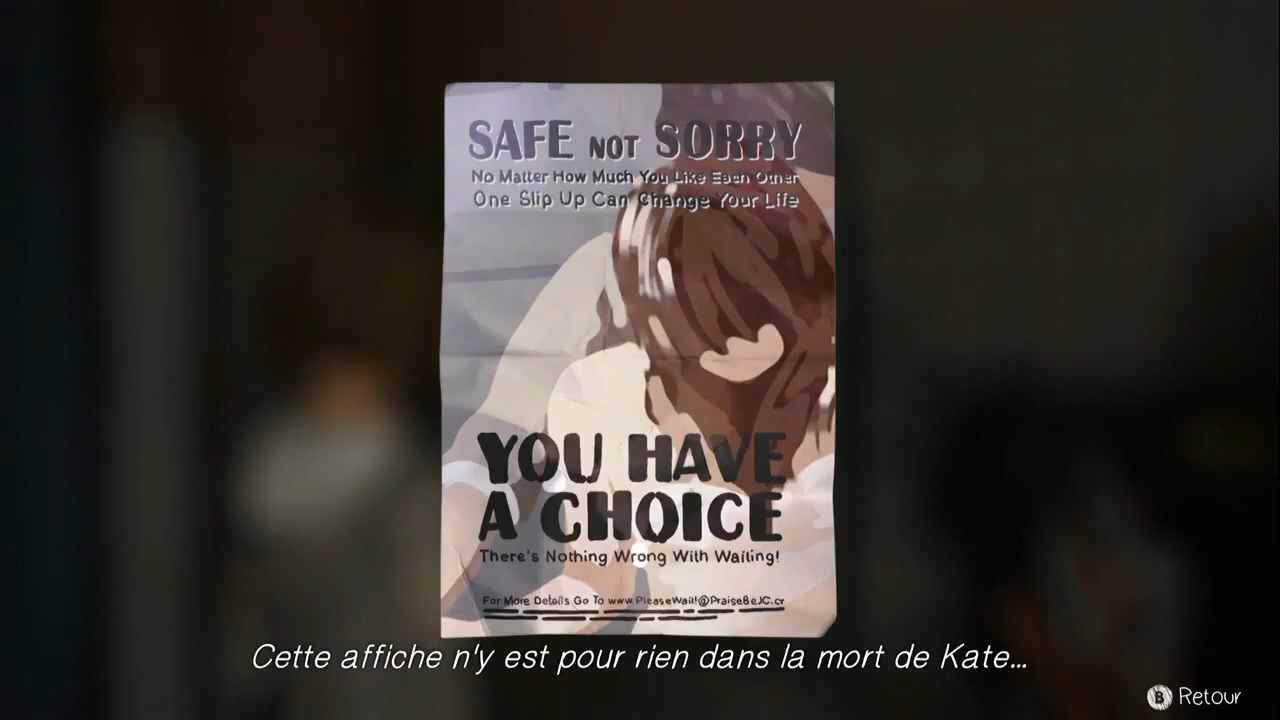 SAFE NOT SORRY
No Matter How Much You Like Each Other
One Slip Up Can Change Your Life
YOU HAVE
A CHOICE
There's Nothing Wrong With Waiting!
For More Details Go To www.PleaseWait!@PraiseBeJC.cr
Cette affiche n'y est pour rien dans la mort de Kate...
B Retour